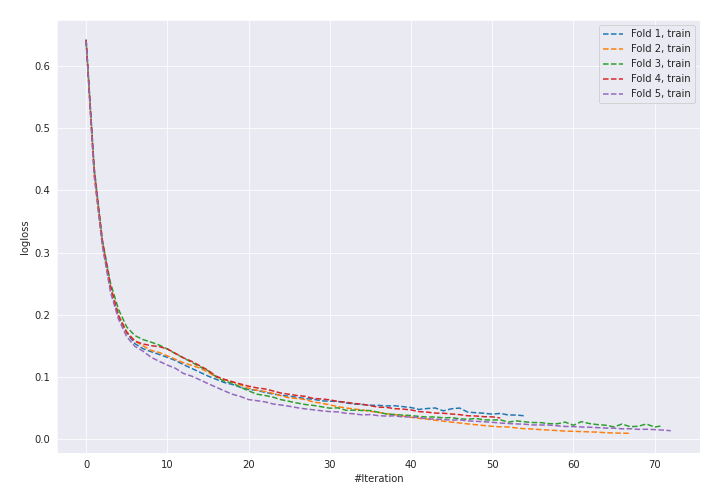 Fold 1, train
Fold 2, train
Fold 3, train
Fold 4, train
Fold 5, train
0.6
0.5
0.4
0.3
0.2
0.1
0.0
logloss
0 10 20 30 40 50 60 70
#Iteration